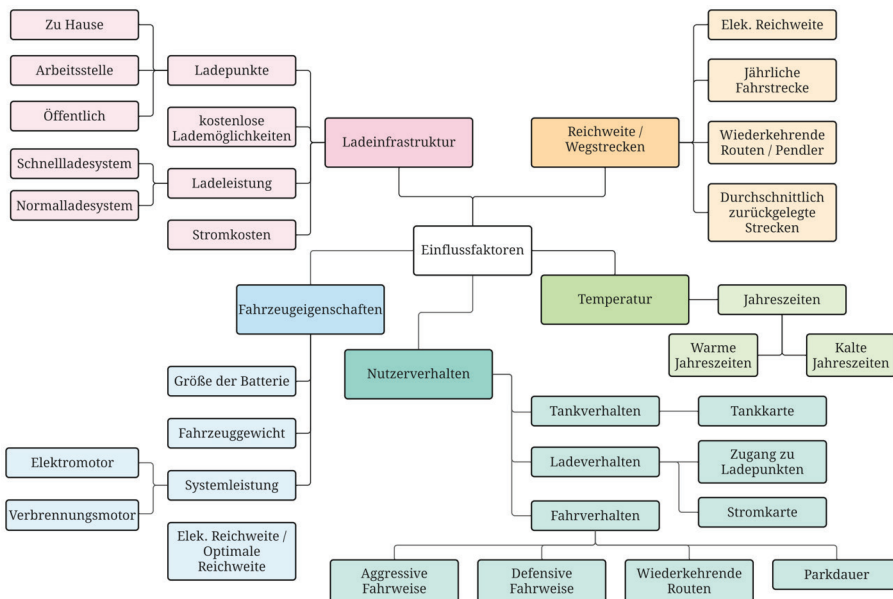 Zu Hause
Arbeitsstelle
Öffentlich
Schnellladesystem
Normalladesystem
Ladepunkte
kostenlose
Lademöglichkeiten
Ladeleistung
Stromkosten
Ladeinfrastruktur
Reichweite /
Wegstrecken
Elek. Reichweite
Jährliche
Fahrstrecke
Wiederkehrende
Routen / Pendler
Durchschnittlich
zurückgelegte
Strecken
Einflussfaktoren
Fahrzeugeigenschaften
Temperatur
Jahreszeiten
Warme
Jahreszeiten
Kalte
Jahreszeiten
Nutzerverhalten
Größe der Batterie
Fahrzeuggewicht
Systemleistung
Elektromotor
Verbrennungsmotor
Elek. Reichweite /
Optimale
Reichweite
Tankverhalten
Tankkarte
Ladeverhalten
Zugang zu
Ladepunkten
Stromkarte
Fahrverhalten
Aggressive
Fahrweise
Defensive
Fahrweise
Wiederkehrende
Routen
Parkdauer